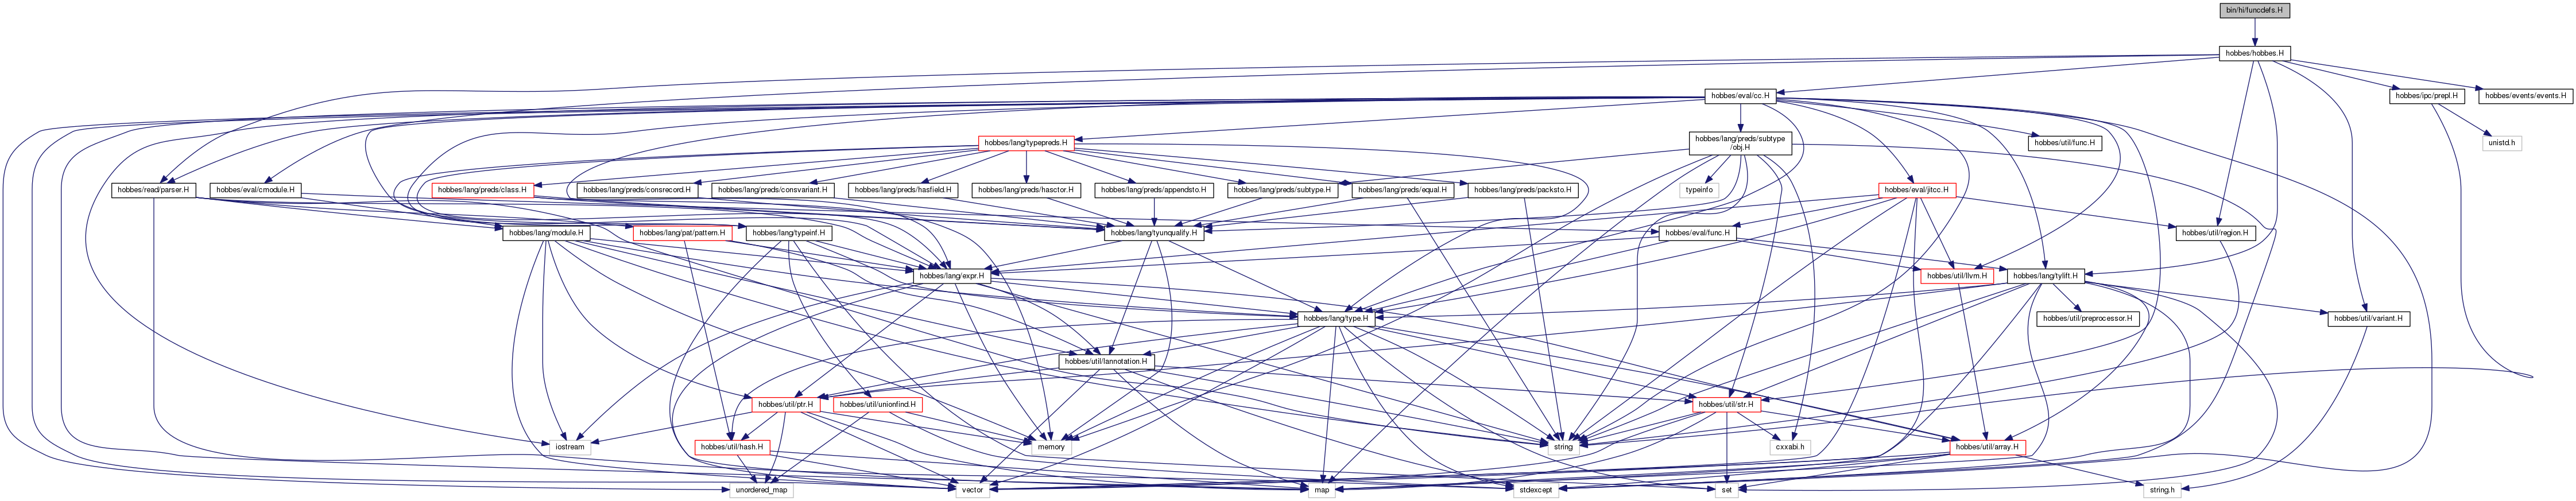 bin/hi/funcdefs.H
hobbes/hobbes.H
hobbes/eval/cc.H
hobbes/ipc/prepl.H
hobbes/events/events.H
hobbes/lang/typepreds.H
hobbes/lang/preds/subtype
/obj.H
hobbes/util/func.H
unistd.h
hobbes/read/parser.H
hobbes/eval/cmodule.H
hobbes/lang/preds/class.H
hobbes/lang/preds/consrecord.H
hobbes/lang/preds/consvariant.H
hobbes/lang/preds/hasfield.H
hobbes/lang/preds/hasctor.H
hobbes/lang/preds/appendsto.H
hobbes/lang/preds/subtype.H
hobbes/lang/preds/equal.H
hobbes/lang/preds/packsto.H
typeinfo
hobbes/eval/jitcc.H
hobbes/lang/module.H
hobbes/lang/pat/pattern.H
hobbes/lang/typeinf.H
hobbes/lang/tyunqualify.H
hobbes/eval/func.H
hobbes/util/region.H
hobbes/lang/expr.H
hobbes/util/llvm.H
hobbes/lang/tylift.H
hobbes/lang/type.H
hobbes/util/preprocessor.H
hobbes/util/variant.H
hobbes/util/lannotation.H
hobbes/util/ptr.H
hobbes/util/unionfind.H
hobbes/util/str.H
hobbes/util/hash.H
iostream
memory
string
cxxabi.h
hobbes/util/array.H
unordered_map
vector
map
stdexcept
set
string.h